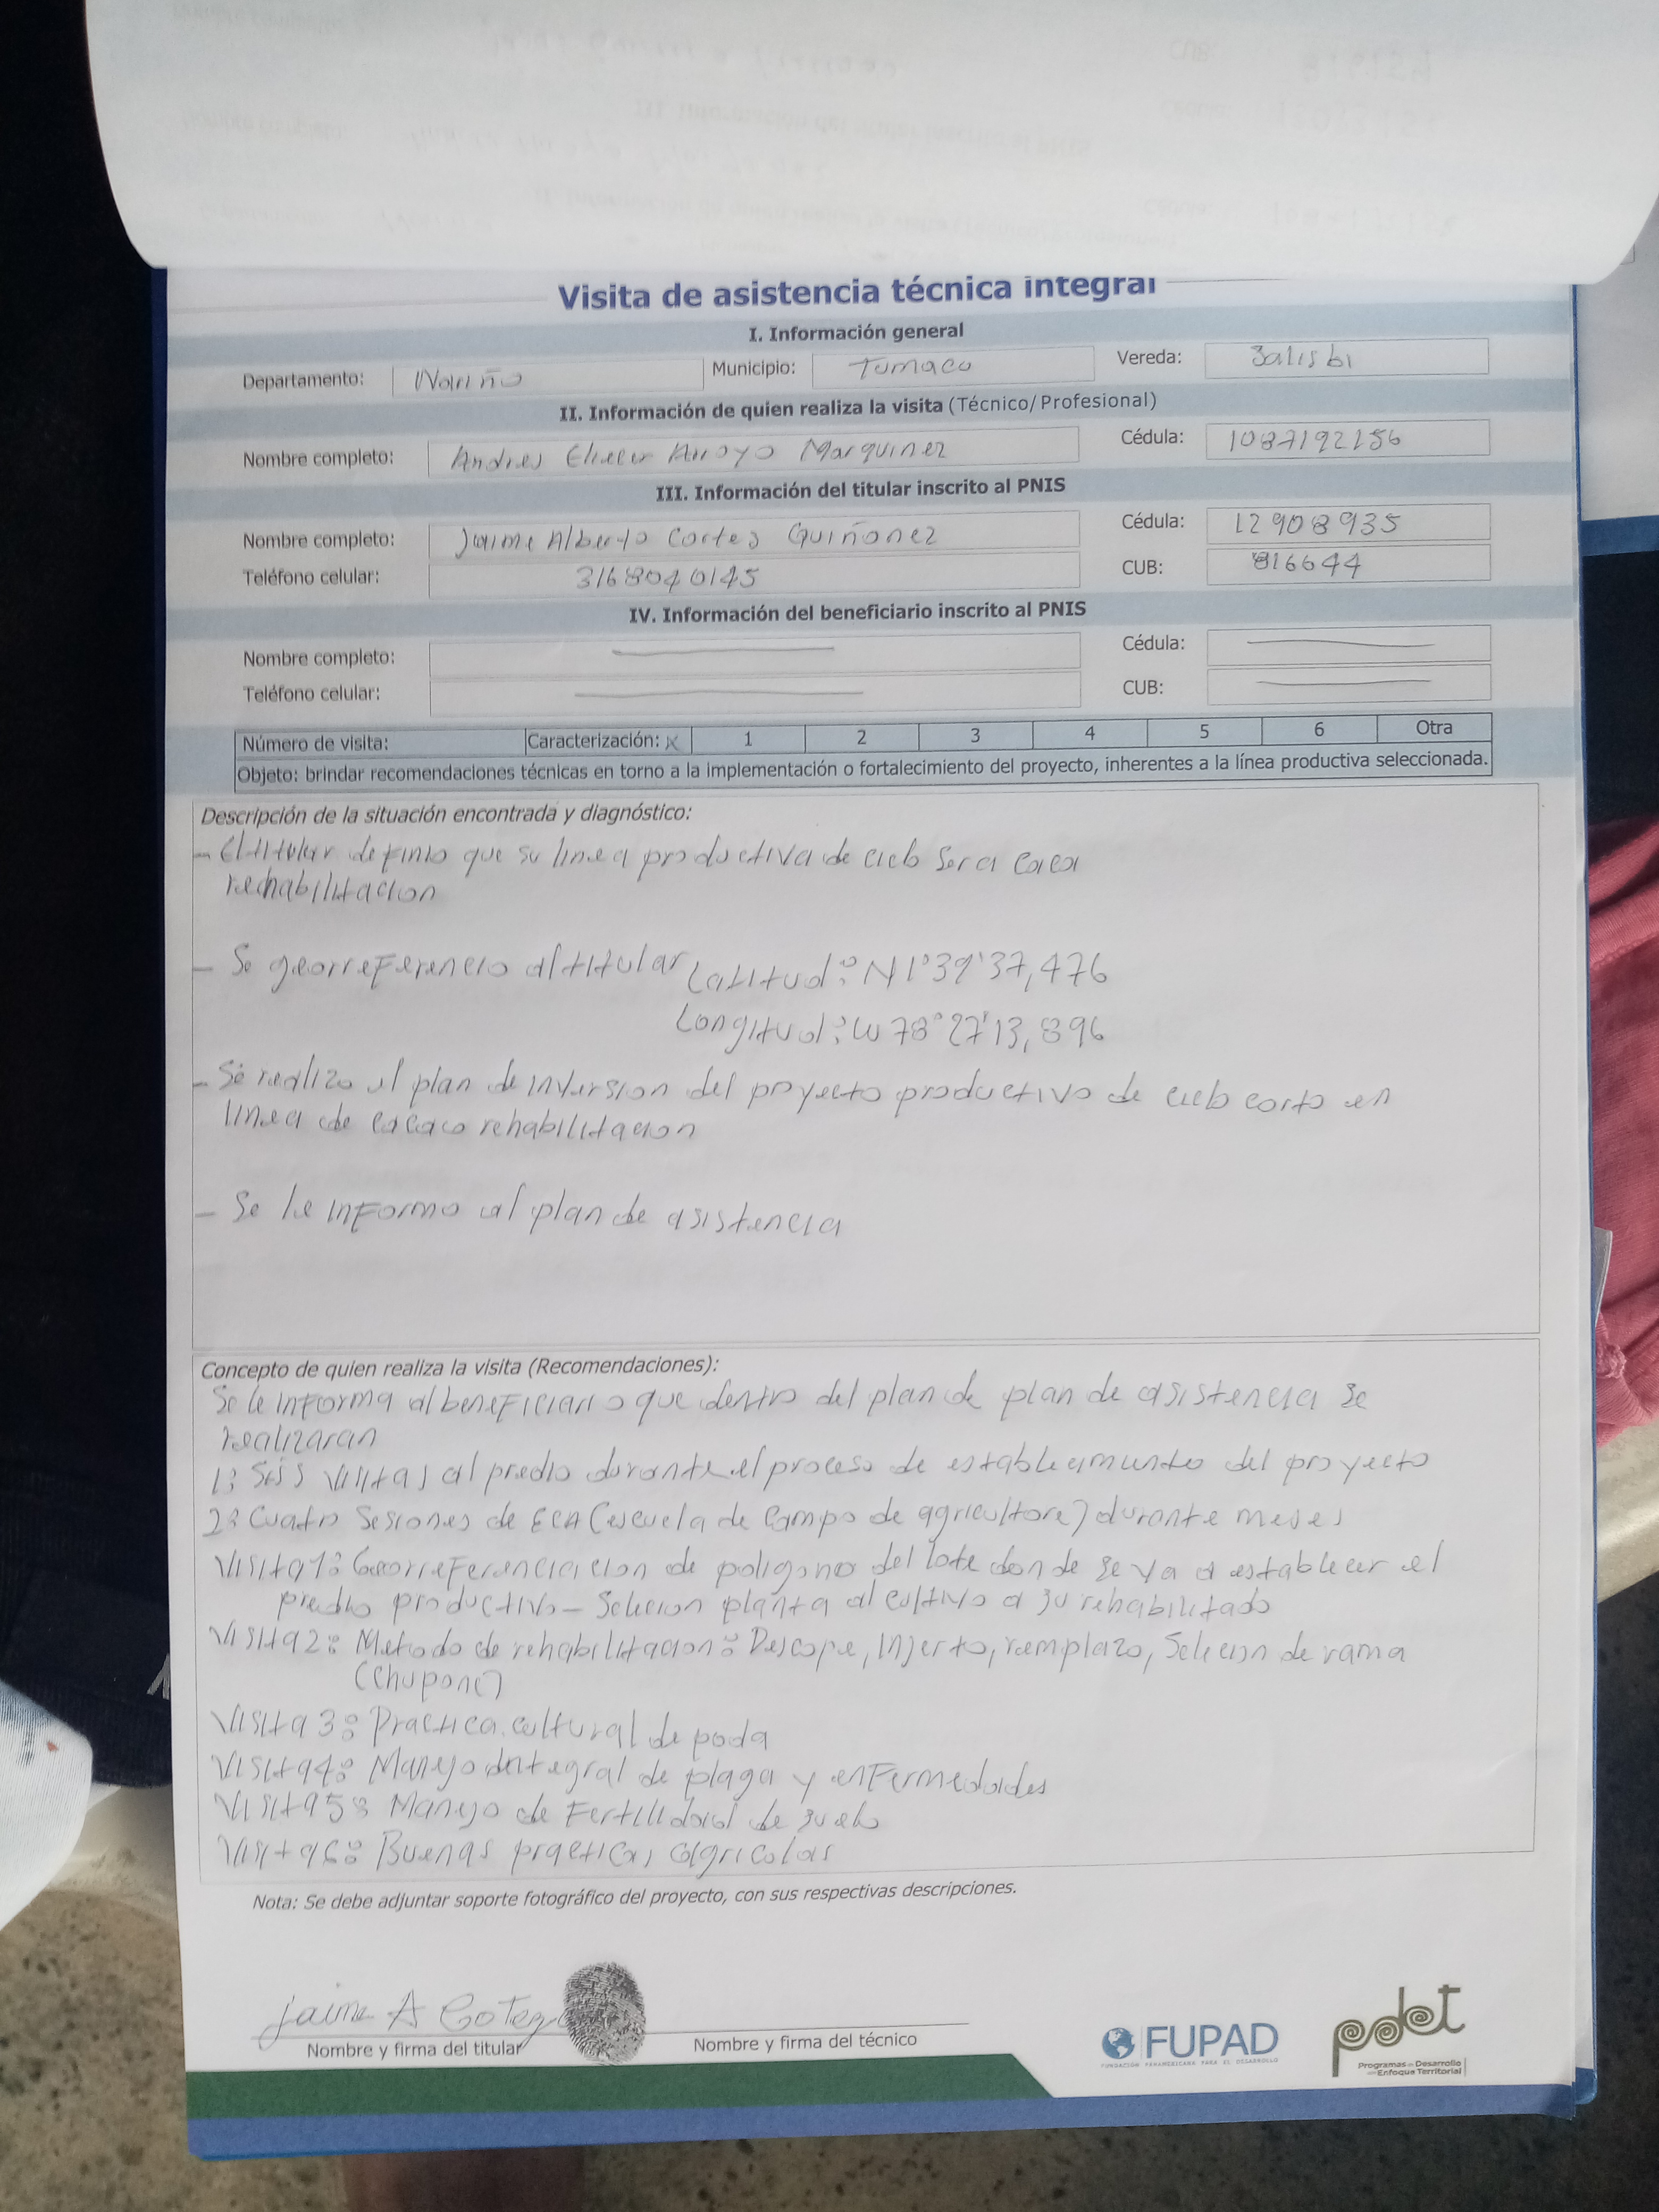 Visita de asistencia técnica integral
I. Información general
Departamento: Nariño Municipio: Tumaco Vereda: Salisbi
II. Información de quien realiza la visita (Técnico/Profesional)
Nombre completo: Andres Eliecer Arroyo Marquinez Cédula: 1087192156
III. Información del titular inscrito al PNIS
Nombre completo: Jaime Alberto Cortes Quiñonez Cédula: 12908935
Teléfono celular: 3168040145 CUB: 816644
IV. Información del beneficiario inscrito al PNIS
Nombre completo: Cédula:
Teléfono celular: CUB:
Número de visita: Caracterización: X 1 2 3 4 5 6 Otra
Objeto: brindar recomendaciones técnicas en torno a la implementación o fortalecimiento del proyecto, inherentes a la línea productiva seleccionada.
Descripción de la situación encontrada y diagnóstico:
- El titular definio que su linea productiva de ciclo sera
rechabilitacion
- Se georreferencio al titular Latitud: N 1°39'37,476
Longitud: W 78°27'13,896
- Se realizo el plan de inversion del proyecto productivo de ciclo corto en
linea de cacao rehabilitacion
- Se le informo al plan de asistencia
Concepto de quien realiza la visita (Recomendaciones):
Se le informa al beneficiario que dentro del plan de plan de asistencia se
realizaran
1: Seis visitas al predio durante el proceso de establecimiento del proyecto
2: Cuatro Sesiones de ECA (escuela de Campo de agricultore) durante meses
Visita 1: Georreferenciacion de poligono del lote donde se va a establecer el
predio productivo - Selecion planta al cultivo a su rehabilitado
Visita 2: Metodo de rehabilitacion: Descope, Injerto, remplazo, Selecion de rama
(Chupone)
Visita 3: Practica cultural de poda
Visita 4: Manejo integral de plaga y enfermedades
Visita 5: Manejo de Fertilidad de suelo
Visita 6: Buenas practicas agricolas
Nota: Se debe adjuntar soporte fotográfico del proyecto, con sus respectivas descripciones.
Jaime A Cotez
Nombre y firma del titular Nombre y firma del técnico
FUPAD
FUNDACIÓN PANAMERICANA PARA EL DESARROLLO
pdet
Programas de Desarrollo
con Enfoque Territorial